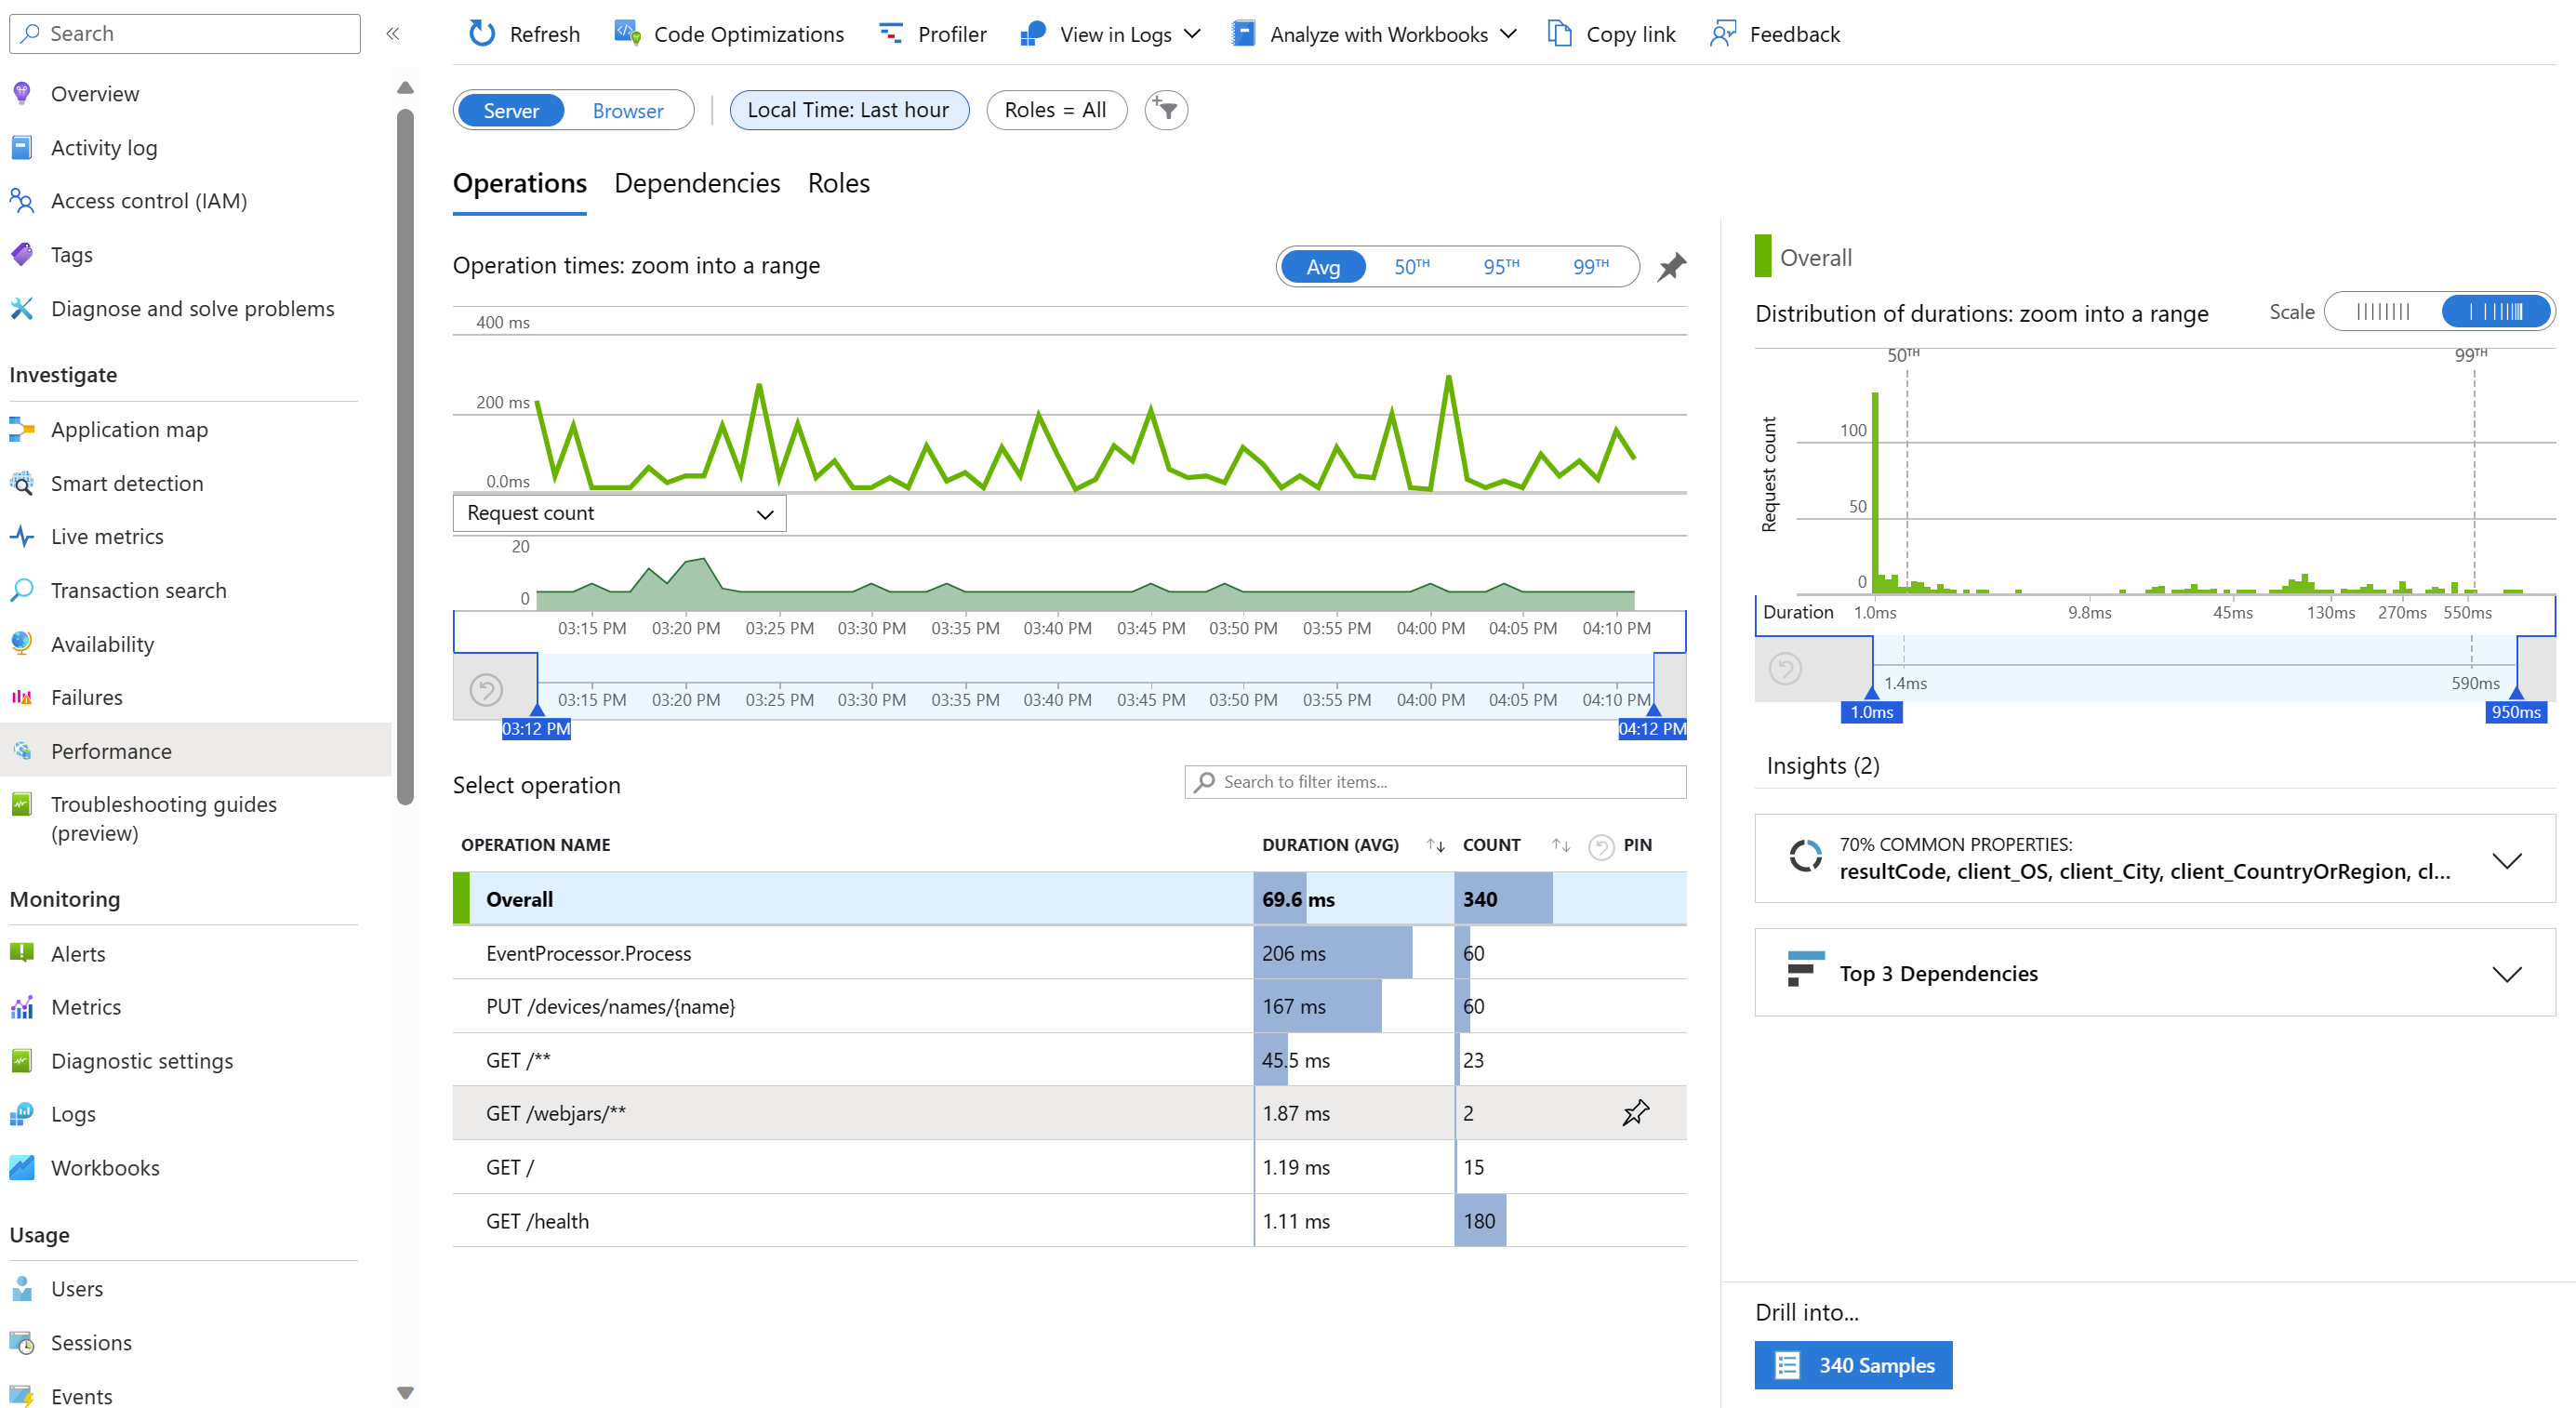 Search
«
Refresh
Code Optimizations
Profiler
View in Logs
Analyze with Workbooks
Copy link
Feedback
Overview
Activity log
Access control (IAM)
Tags
Diagnose and solve problems
Investigate
Application map
Smart detection
Live metrics
Transaction search
Availability
Failures
Performance
Troubleshooting guides
(preview)
Monitoring
Alerts
Metrics
Diagnostic settings
Logs
Workbooks
Usage
Users
Sessions
Events
Server Browser
Local Time: Last hour
Roles = All
Operations Dependencies Roles
Operation times: zoom into a range
Avg 50TH 95TH 99TH
400 ms
200 ms
0.0ms
Request count
20
0
03:15 PM 03:20 PM 03:25 PM 03:30 PM 03:35 PM 03:40 PM 03:45 PM 03:50 PM 03:55 PM 04:00 PM 04:05 PM 04:10 PM
03:15 PM 03:20 PM 03:25 PM 03:30 PM 03:35 PM 03:40 PM 03:45 PM 03:50 PM 03:55 PM 04:00 PM 04:05 PM 04:10 PM
03:12 PM 04:12 PM
Select operation
Search to filter items...
OPERATION NAME DURATION (AVG) COUNT PIN
Overall 69.6 ms 340
EventProcessor.Process 206 ms 60
PUT /devices/names/{name} 167 ms 60
GET /** 45.5 ms 23
GET /webjars/** 1.87 ms 2
GET / 1.19 ms 15
GET /health 1.11 ms 180
Overall
Distribution of durations: zoom into a range
Scale
50TH 99TH
Request count
100
50
0
Duration 1.0ms 9.8ms 45ms 130ms 270ms 550ms
1.4ms 590ms
1.0ms 950ms
Insights (2)
70% COMMON PROPERTIES:
resultCode, client_OS, client_City, client_CountryOrRegion, cl...
Top 3 Dependencies
Drill into...
340 Samples